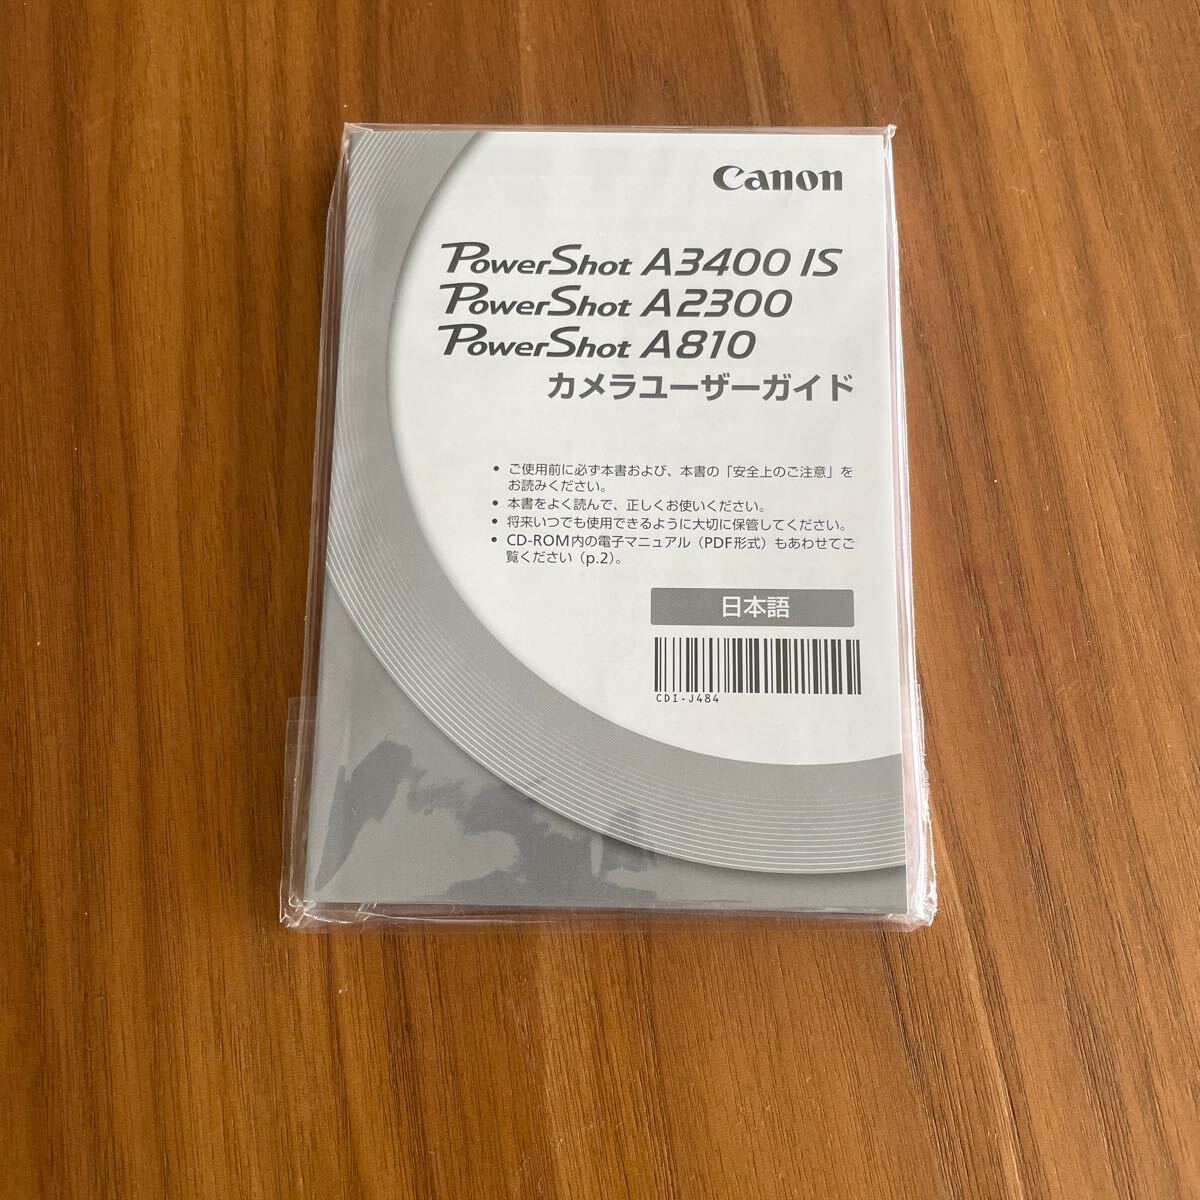 Canon
PowerShot A3400 IS
PowerShot A2300
PowerShot A810
カメラユーザーガイド
• ご使用前に必ず本書および、本書の「安全上のご注意」を
お読みください。
• 本書をよく読んで、正しくお使いください。
• 将来いつでも使用できるように大切に保管してください。
• CD-ROM内の電子マニュアル（PDF形式）もあわせてご
覧ください（p.2）。
日本語
CDI-J484